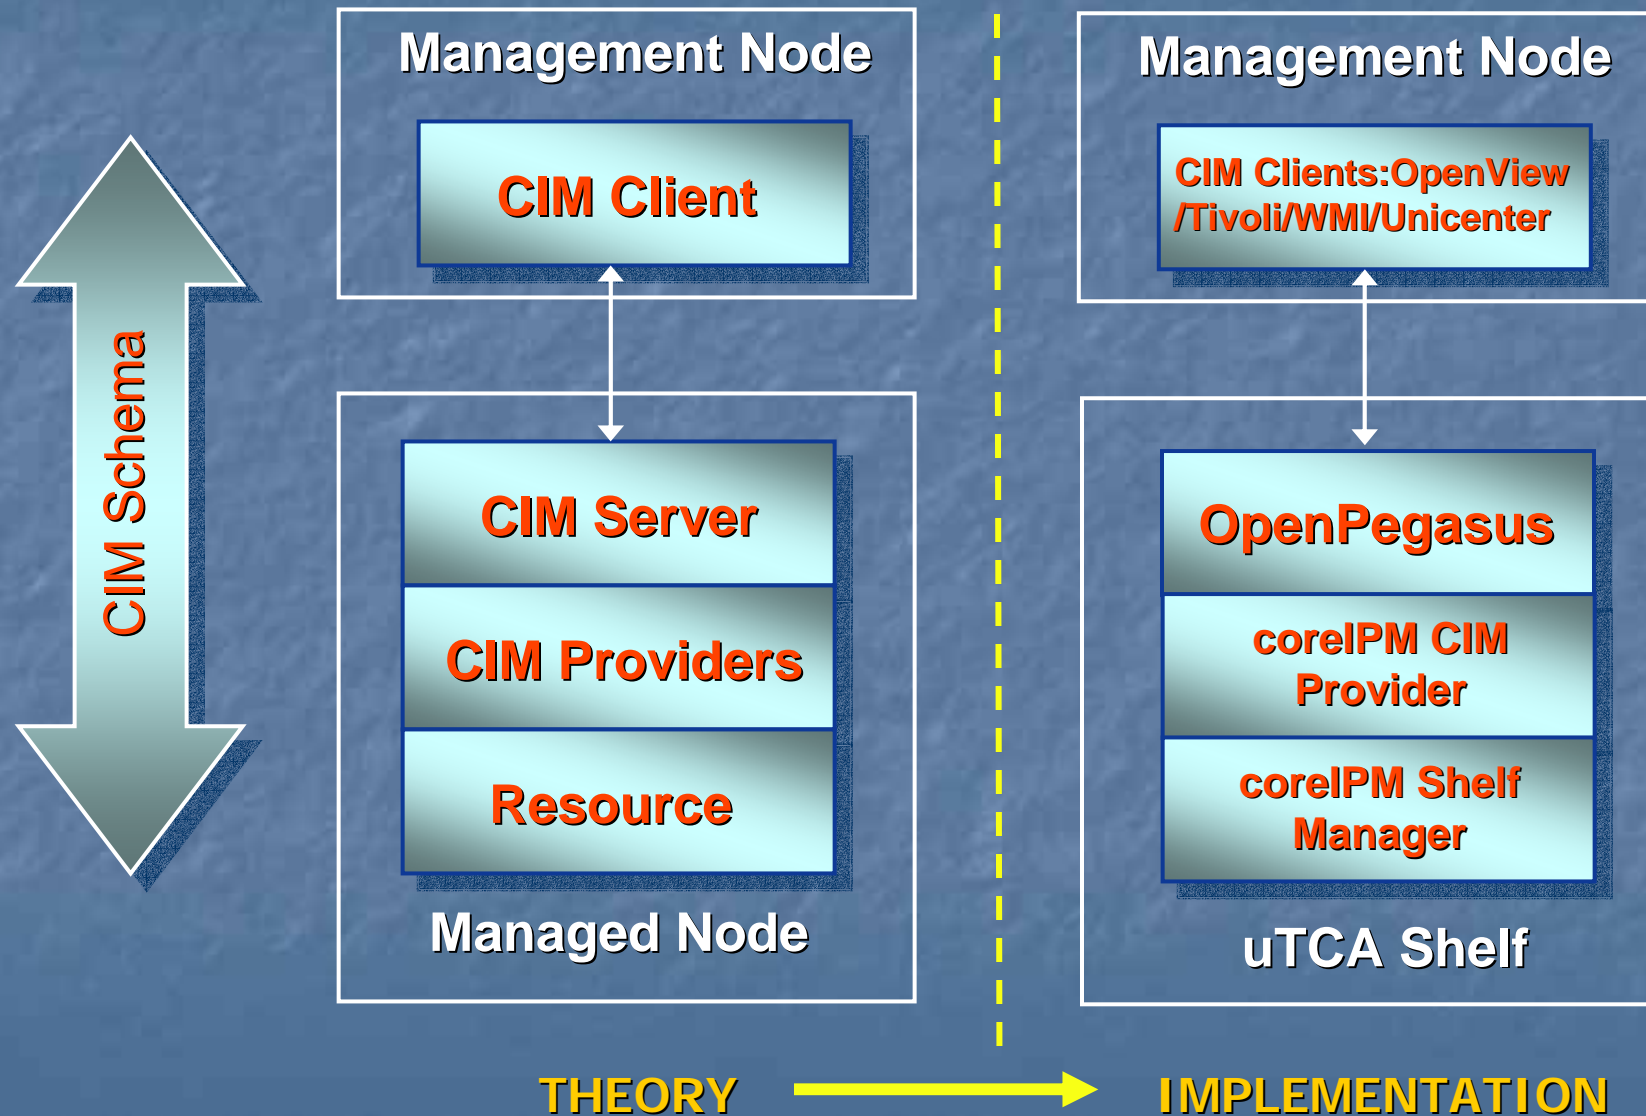 CIM Schema
Management Node
CIM Client
CIM Server
CIM Providers
Resource
Managed Node
Management Node
CIM Clients:OpenView
/Tivoli/WMI/Unicenter
OpenPegasus
coreIPM CIM
Provider
coreIPM Shelf
Manager
uTCA Shelf
THEORY
IMPLEMENTATION